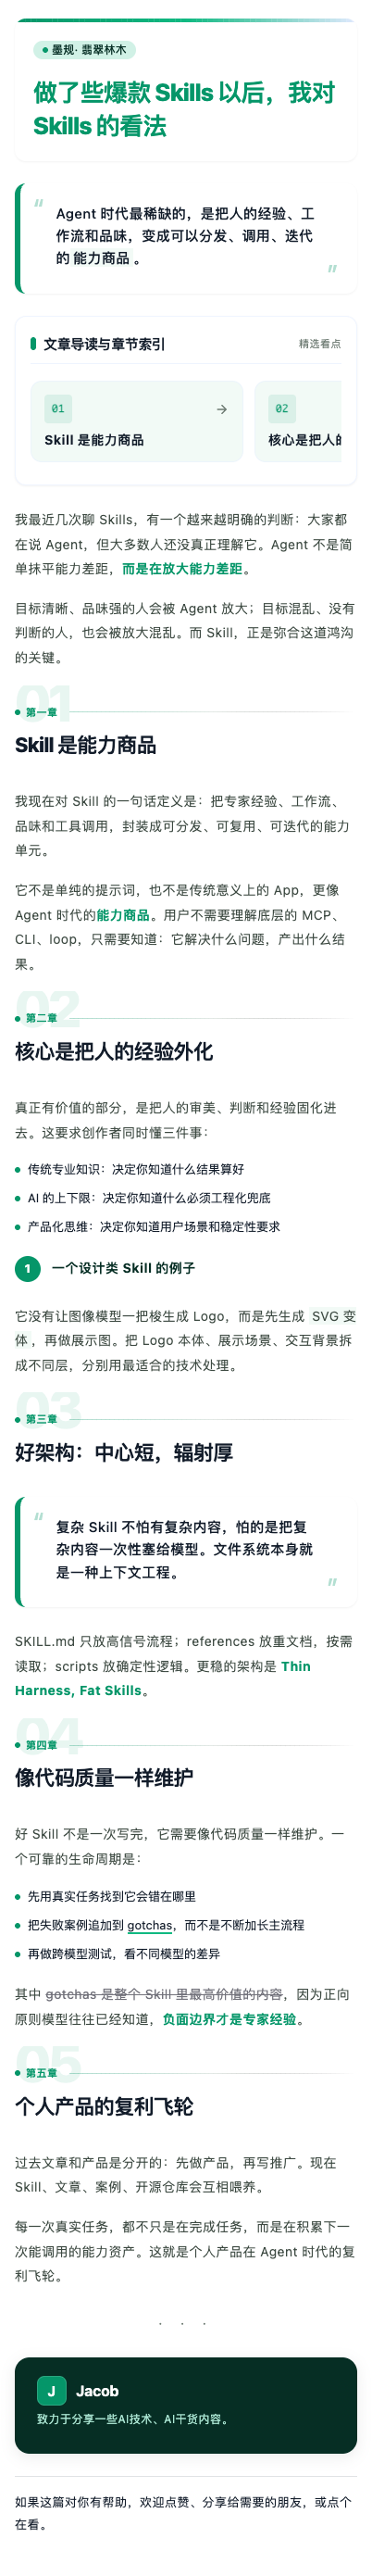 墨规· 翡翠林木
做了些爆款 Skills 以后，我对
Skills 的看法
“
Agent 时代最稀缺的，是把人的经验、工
作流和品味，变成可以分发、调用、迭代
的 能力商品 。
”
文章导读与章节索引
精选看点
01
→
02
Skill 是能力商品
核心是把人的
我最近几次聊 Skills，有一个越来越明确的判断：大家都
在说 Agent，但大多数人还没真正理解它。Agent 不是简
单抹平能力差距，而是在放大能力差距。
目标清晰、品味强的人会被 Agent 放大；目标混乱、没有
判断的人，也会被放大混乱。而 Skill，正是弥合这道鸿沟
的关键。
01
第一章
Skill 是能力商品
我现在对 Skill 的一句话定义是：把专家经验、工作流、
品味和工具调用，封装成可分发、可复用、可迭代的能力
单元。
它不是单纯的提示词，也不是传统意义上的 App，更像
Agent 时代的能力商品。用户不需要理解底层的 MCP、
CLI、loop，只需要知道：它解决什么问题，产出什么结
果。
02
第二章
核心是把人的经验外化
真正有价值的部分，是把人的审美、判断和经验固化进
去。这要求创作者同时懂三件事：
传统专业知识：决定你知道什么结果算好
AI 的上下限：决定你知道什么必须工程化兜底
产品化思维：决定你知道用户场景和稳定性要求
1 一个设计类 Skill 的例子
它没有让图像模型一把梭生成 Logo，而是先生成 SVG 变
体，再做展示图。把 Logo 本体、展示场景、交互背景拆
成不同层，分别用最适合的技术处理。
03
第三章
好架构：中心短，辐射厚
“
复杂 Skill 不怕有复杂内容，怕的是把复
杂内容一次性塞给模型。文件系统本身就
是一种上下文工程。
”
SKILL.md 只放高信号流程；references 放重文档，按需
读取；scripts 放确定性逻辑。更稳的架构是 Thin
Harness, Fat Skills。
04
第四章
像代码质量一样维护
好 Skill 不是一次写完，它需要像代码质量一样维护。一
个可靠的生命周期是：
先用真实任务找到它会错在哪里
把失败案例追加到 gotchas，而不是不断加长主流程
再做跨模型测试，看不同模型的差异
其中 gotchas 是整个 Skill 里最高价值的内容，因为正向
原则模型往往已经知道，负面边界才是专家经验。
05
第五章
个人产品的复利飞轮
过去文章和产品是分开的：先做产品，再写推广。现在
Skill、文章、案例、开源仓库会互相喂养。
每一次真实任务，都不只是在完成任务，而是在积累下一
次能调用的能力资产。这就是个人产品在 Agent 时代的复
利飞轮。
· · ·
J Jacob
致力于分享一些AI技术、AI干货内容。
如果这篇对你有帮助，欢迎点赞、分享给需要的朋友，或点个
在看。